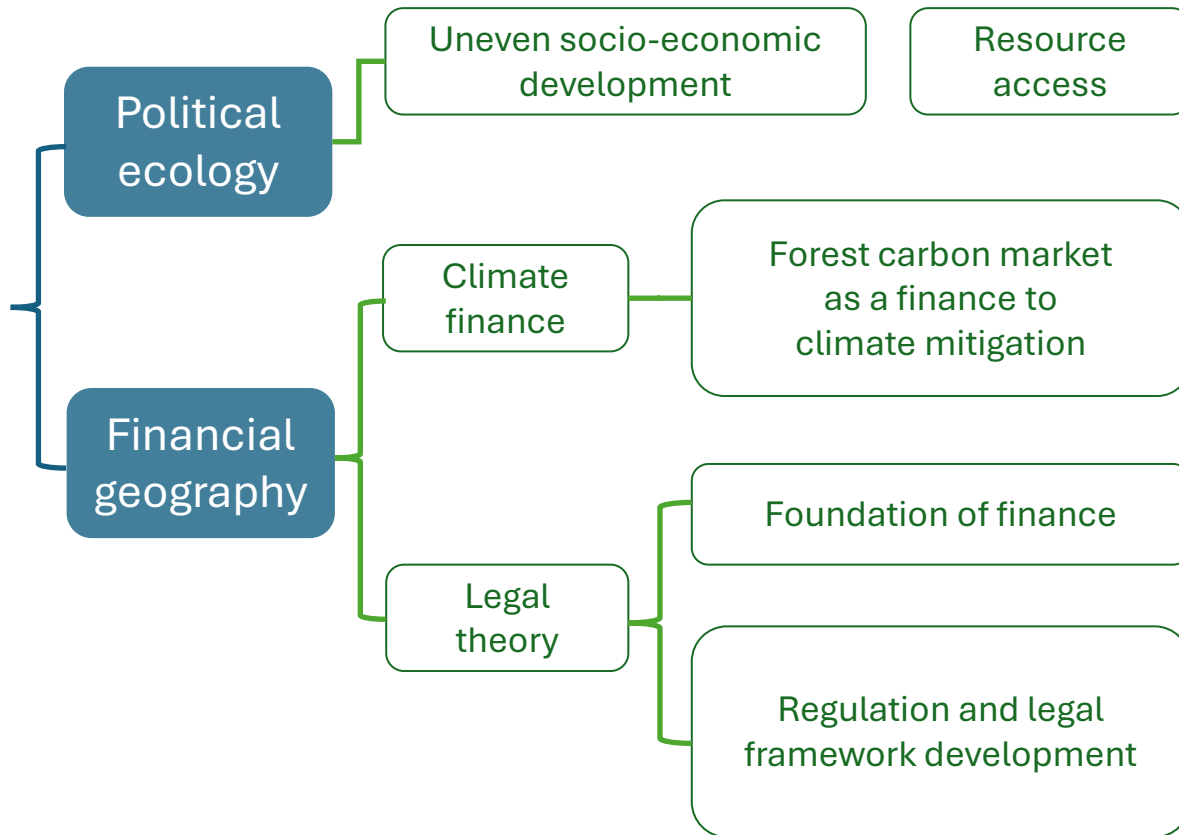 Uneven socio-economic
development
Resource
access
Political
ecology
Climate
finance
Forest carbon market
as a finance to
climate mitigation
Financial
geography
Foundation of finance
Legal
theory
Regulation and legal
framework development